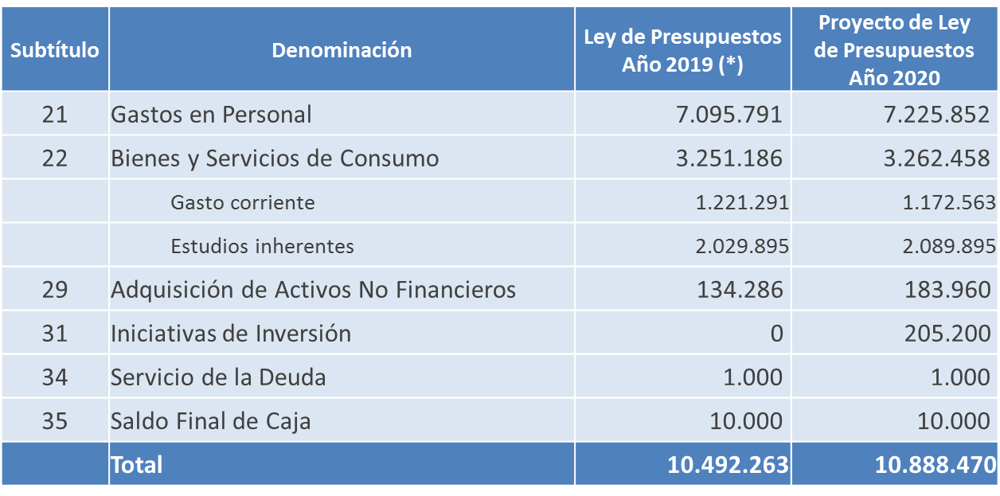 Subtítulo Denominación Ley de Presupuestos Año 2019 (*) Proyecto de Ley de Presupuestos Año 2020
21 Gastos en Personal 7.095.791 7.225.852
22 Bienes y Servicios de Consumo 3.251.186 3.262.458
Gasto corriente 1.221.291 1.172.563
Estudios inherentes 2.029.895 2.089.895
29 Adquisición de Activos No Financieros 134.286 183.960
31 Iniciativas de Inversión 0 205.200
34 Servicio de la Deuda 1.000 1.000
35 Saldo Final de Caja 10.000 10.000
Total 10.492.263 10.888.470